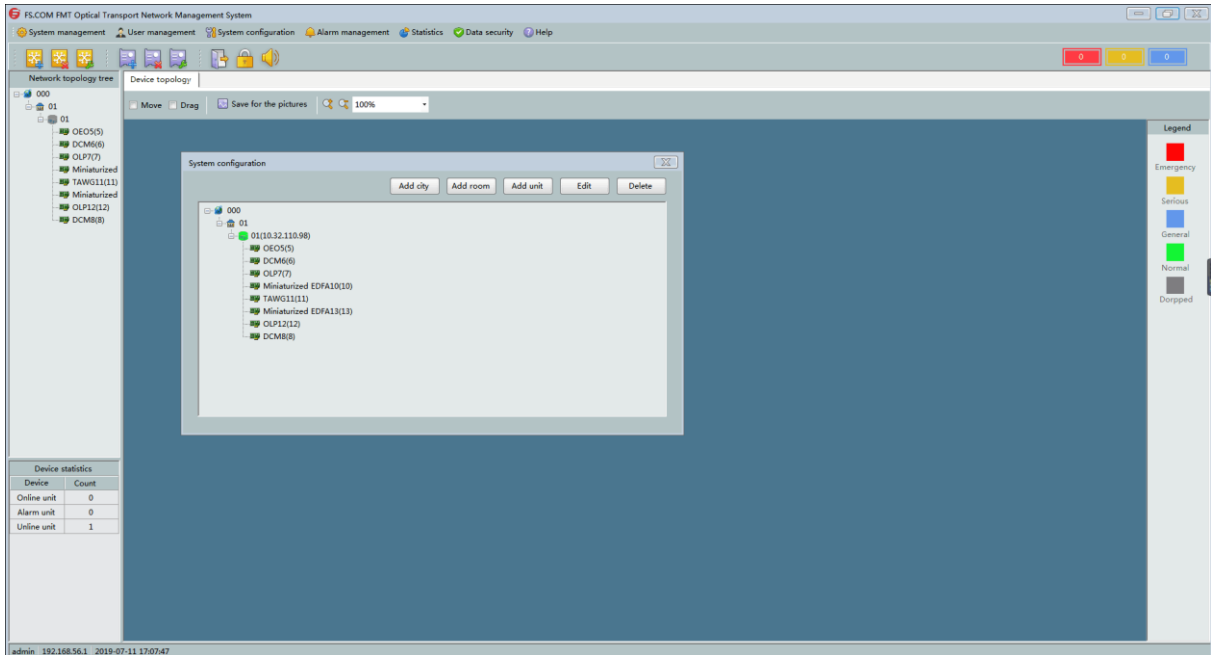 FS.COM FMT Optical Transport Network Management System
System management User management System configuration Alarm management Statistics Data security Help
0 0 0
Network topology tree
Device topology
000
01
01
OEO5(5)
DCM6(6)
OLP7(7)
Miniaturized
TAWG11(11)
Miniaturized
OLP12(12)
DCM8(8)
Move Drag Save for the pictures 100%
System configuration
Add city Add room Add unit Edit Delete
000
01
01(10.32.110.98)
OEO5(5)
DCM6(6)
OLP7(7)
Miniaturized EDFA10(10)
TAWG11(11)
Miniaturized EDFA13(13)
OLP12(12)
DCM8(8)
Legend
Emergency
Serious
General
Normal
Dorpped
Device statistics
Device Count
Online unit 0
Alarm unit 0
Unline unit 1
admin 192.168.56.1 2019-07-11 17:07:47